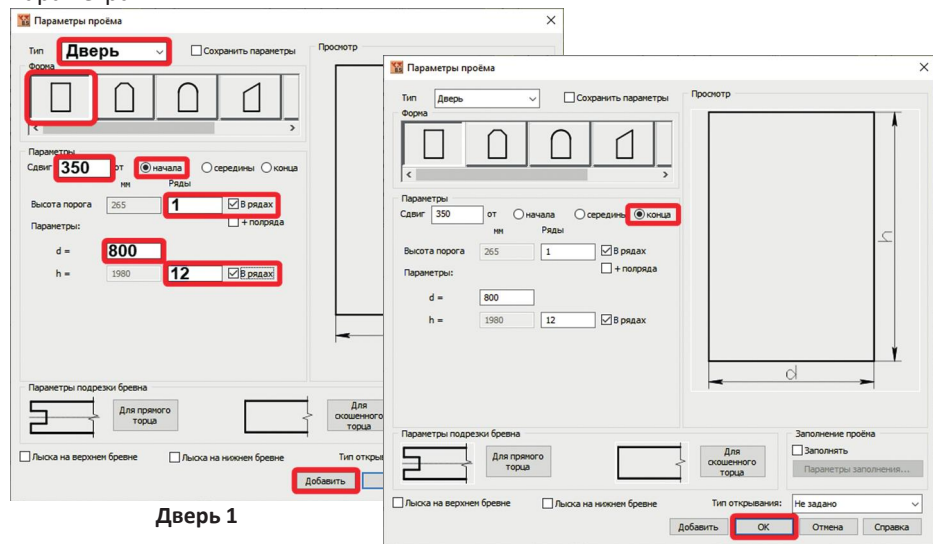 Параметры проёма
Тип Дверь Сохранить параметры Просмотр
Форма
Параметры
Сдвиг 350 от начала середины конца
мм Ряды
Высота порога 265 1 В рядах
+ полряда
Параметры:
d = 800
h = 1980 12 В рядах
Параметры подрезки бревна
Для прямого
торца
Для
скошенного
торца
Лыска на верхнем бревне Лыска на нижнем бревне
Добавить
Дверь 1
Параметры проёма
Тип Дверь Сохранить параметры Просмотр
Форма
Параметры
Сдвиг 350 от начала середины конца
мм Ряды
Высота порога 265 1 В рядах
+ полряда
Параметры:
d = 800
h = 1980 12 В рядах
h
d
Параметры подрезки бревна
Для прямого
торца
Для
скошенного
торца
Заполнение проёма
Заполнять
Параметры заполнения...
Лыска на верхнем бревне Лыска на нижнем бревне Тип открывания: Не задано
Добавить ОК Отмена Справка